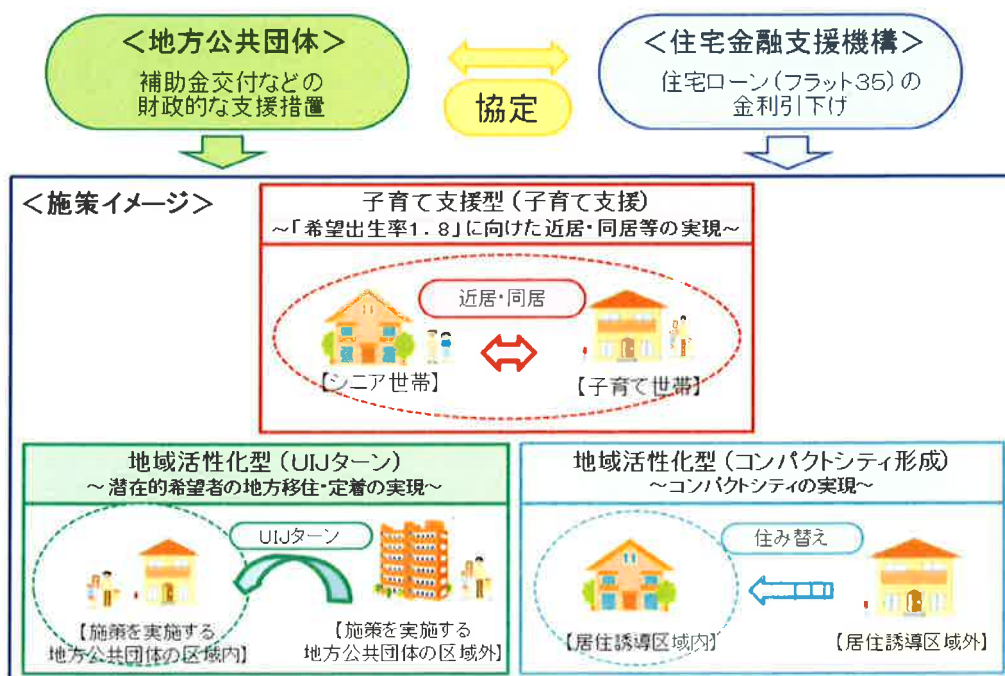 ＜地方公共団体＞
補助金交付などの
財政的な支援措置
協定
＜住宅金融支援機構＞
住宅ローン（フラット３５）の
金利引下げ
＜施策イメージ＞
子育て支援型（子育て支援）
～「希望出生率１．８」に向けた近居・同居等の実現～
近居・同居
【シニア世帯】
【子育て世帯】
地域活性化型（UIJターン）
～潜在的希望者の地方移住・定着の実現～
UIJターン
【施策を実施する
地方公共団体の区域内】
【施策を実施する
地方公共団体の区域外】
地域活性化型（コンパクトシティ形成）
～コンパクトシティの実現～
住み替え
【居住誘導区域内】
【居住誘導区域外】